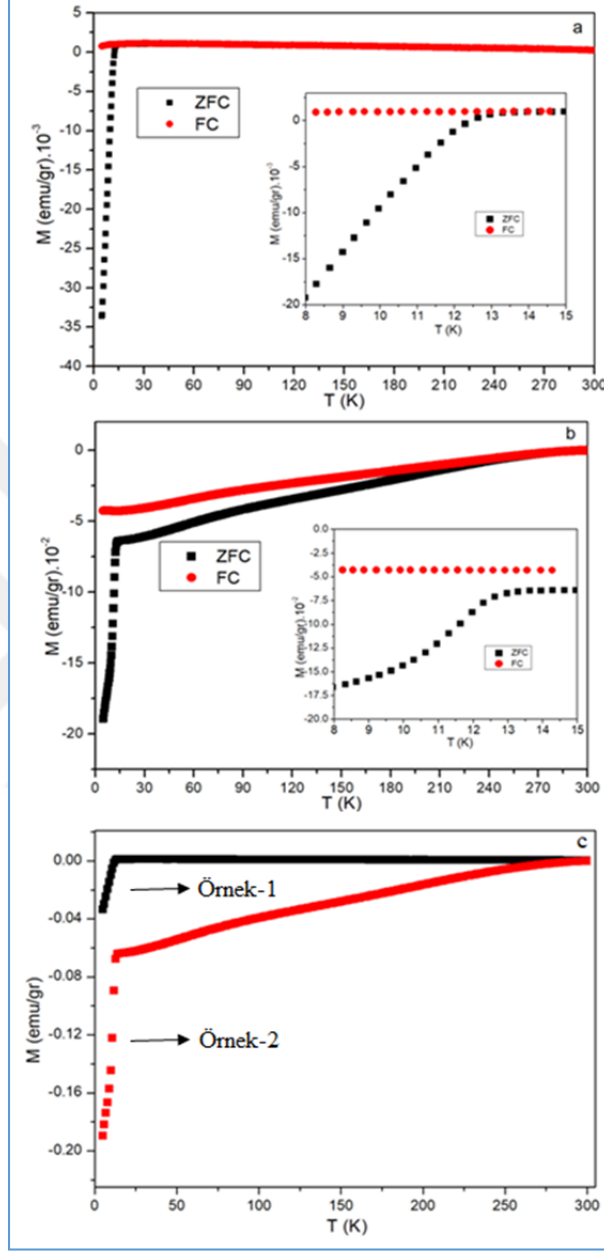 a
5
0
-5
-10
-15
-20
-25
-30
-35
-40
M (emu/gr).10⁻³
ZFC
FC
0
-5
-10
-15
-20
M (emu/gr).10⁻³
ZFC
FC
8 9 10 11 12 13 14 15
T (K)
0 30 60 90 120 150 180 210 240 270 300
T (K)
b
0
-5
-10
-15
-20
M (emu/gr).10⁻²
ZFC
FC
0.0
-2.5
-5.0
-7.5
-10.0
-12.5
-15.0
-17.5
-20.0
M (emu/gr).10⁻²
ZFC
FC
8 9 10 11 12 13 14 15
T (K)
0 30 60 90 120 150 180 210 240 270 300
T (K)
c
0.00
-0.04
-0.08
-0.12
-0.16
-0.20
M (emu/gr)
Örnek-1
Örnek-2
0 50 100 150 200 250 300
T (K)